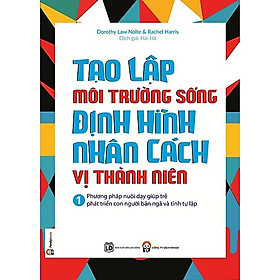 Dorothy Law Nolte & Rachel Harris
Dịch giả: Hải Hà
TẠO LẬP
MÔI TRƯỜNG SỐNG
ĐỊNH HÌNH
NHÂN CÁCH
VỊ THÀNH NIÊN
1 Phương pháp nuôi dạy giúp trẻ
phát triển con người bản ngã và tính tự lập